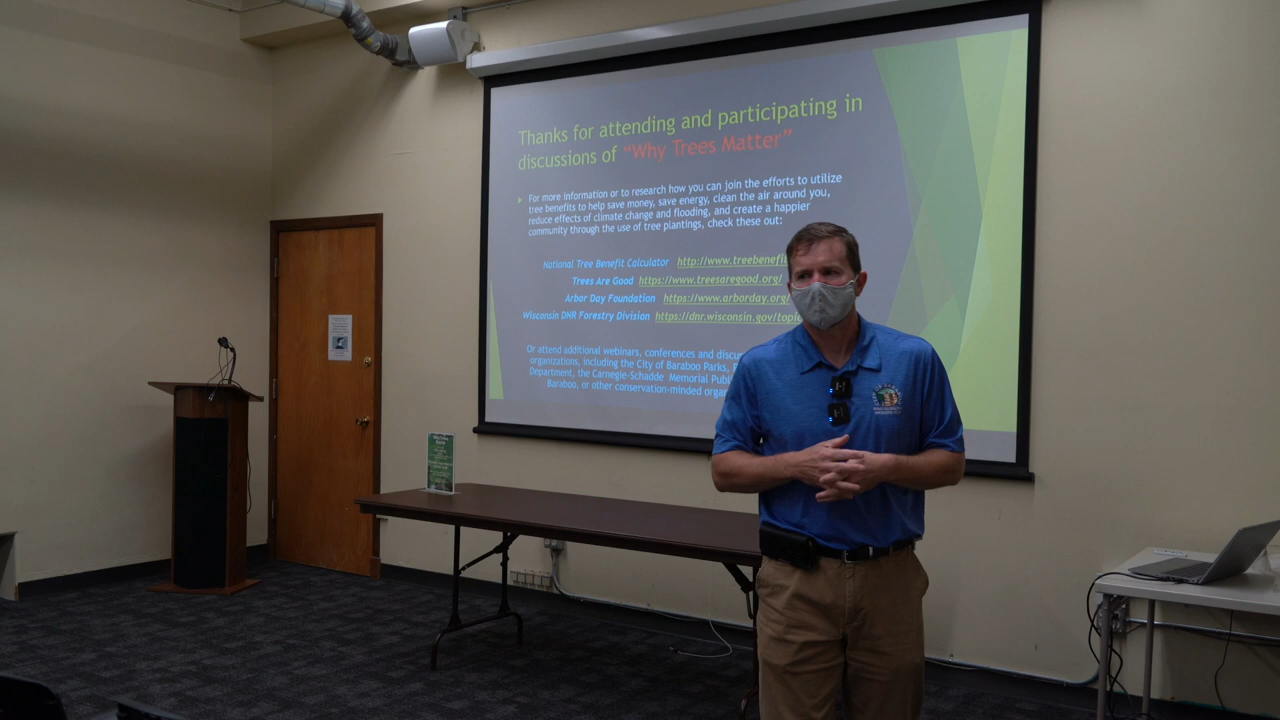 Thanks for attending and participating in
discussions of "Why Trees Matter"
For more information or to research how you can join the efforts to utilize
tree benefits to help save money, save energy, clean the air around you,
reduce effects of climate change and flooding, and create a happier
community through the use of tree plantings, check these out:
National Tree Benefit Calculator http://www.treebenefi
Trees Are Good https://www.treesaregood.org/
Arbor Day Foundation https://www.arborday.org/
Wisconsin DNR Forestry Division https://dnr.wisconsin.gov/topic
Or attend additional webinars, conferences and discu
organizations, including the City of Baraboo Parks,
Department, the Carnegie-Schadde Memorial Publ
Baraboo, or other conservation-minded organ